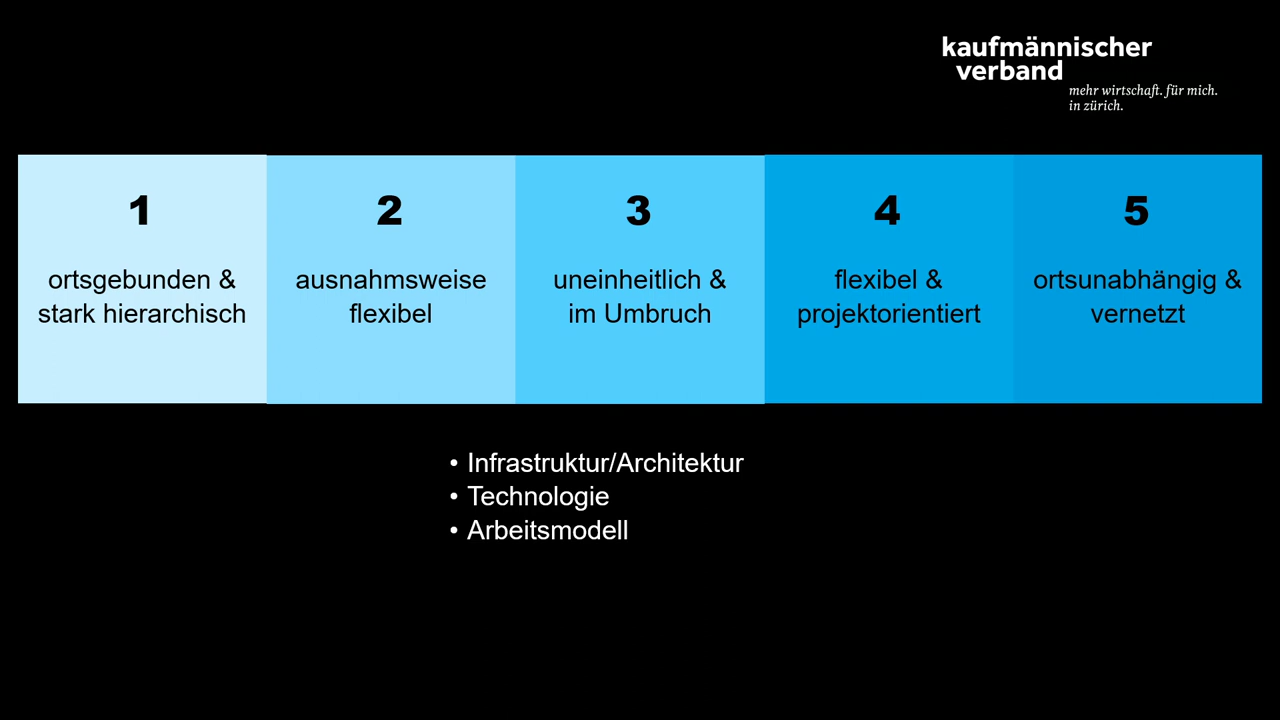 kaufmännischer
verband
mehr wirtschaft. für mich.
in zürich.
1
ortsgebunden &
stark hierarchisch
2
ausnahmsweise
flexibel
3
uneinheitlich &
im Umbruch
4
flexibel &
projektorientiert
5
ortsunabhängig &
vernetzt
• Infrastruktur/Architektur
• Technologie
• Arbeitsmodell